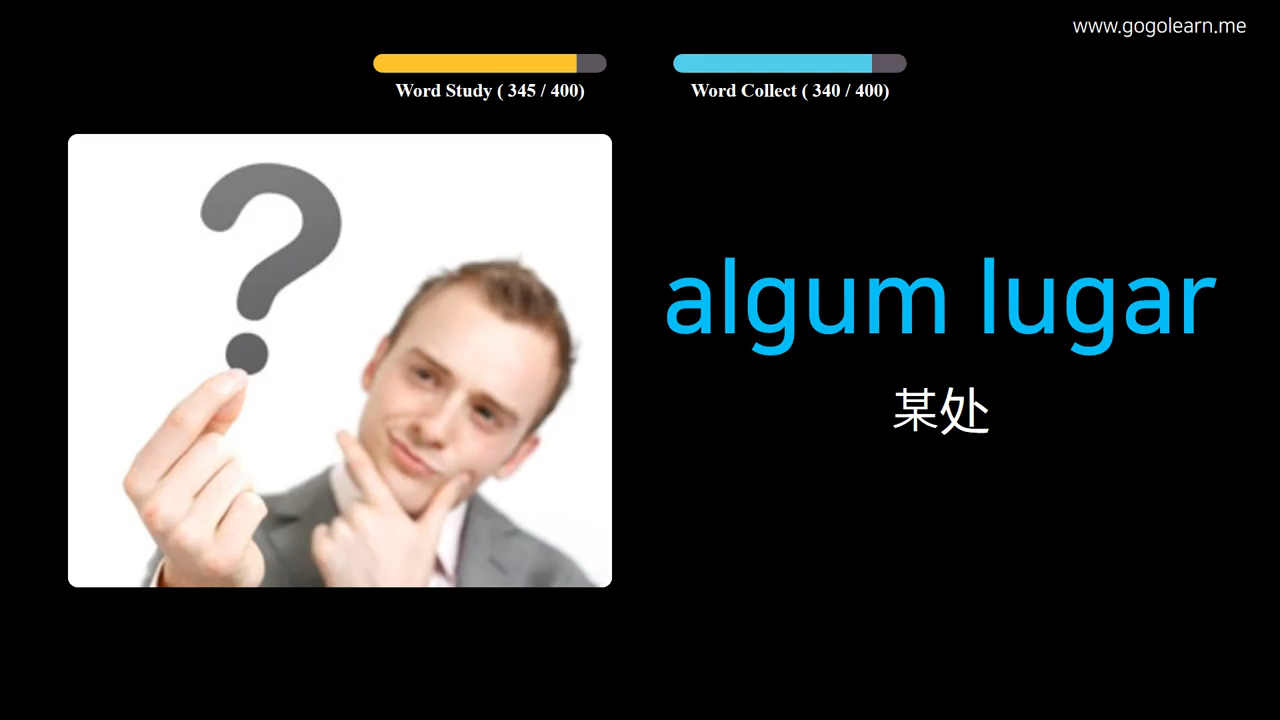 www.gogolearn.me
Word Study ( 345 / 400)
Word Collect ( 340 / 400)
?
algum lugar
某处